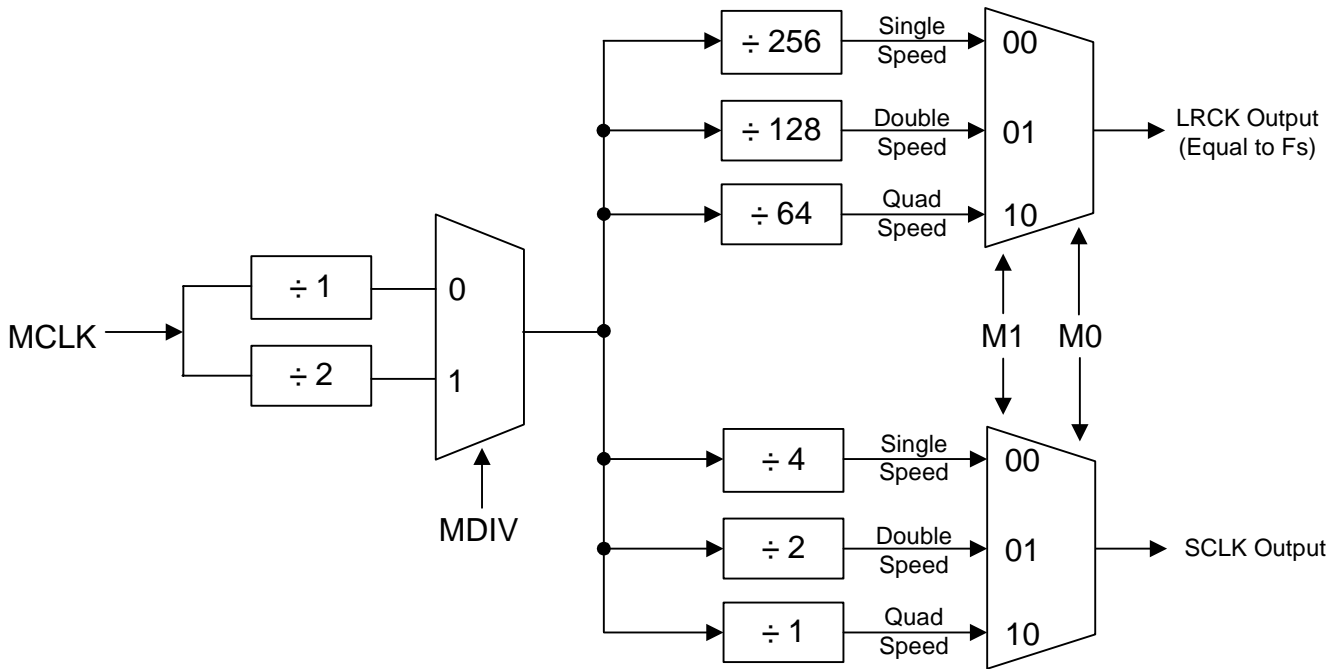 ÷ 256
Single
Speed
00
÷ 128
Double
Speed
01
LRCK Output
(Equal to Fs)
÷ 64
Quad
Speed
10
÷ 1
0
MCLK
÷ 2
1
MDIV
M1
M0
÷ 4
Single
Speed
00
÷ 2
Double
Speed
01
SCLK Output
÷ 1
Quad
Speed
10